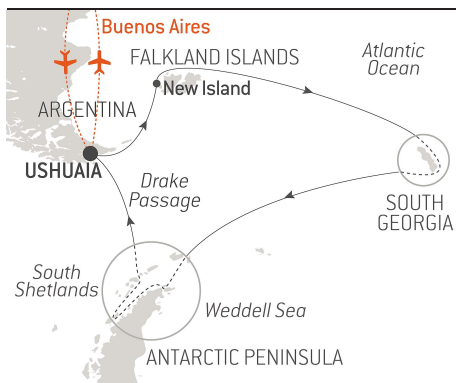 Buenos Aires
FALKLAND ISLANDS
Atlantic
Ocean
New Island
ARGENTINA
USHUAIA
Drake
Passage
SOUTH
GEORGIA
South
Shetlands
Weddell Sea
ANTARCTIC PENINSULA